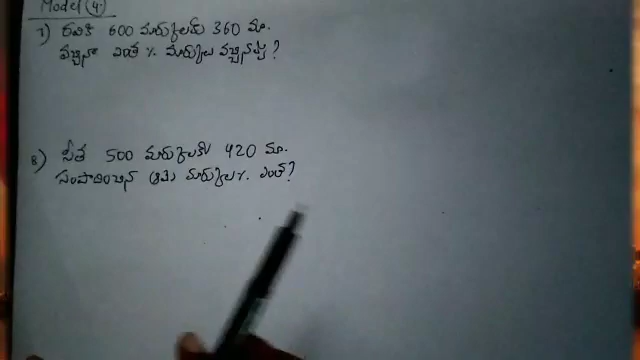 Model (4)
7) రవికి 600 మార్కులకు 360 మా.
వచ్చినా ఎంత % మార్కులు వచ్చినట్లు?
8) సీత 500 మార్కులకు 420 మా.
సంపాదించిన మార్కుల %. ఎంత?